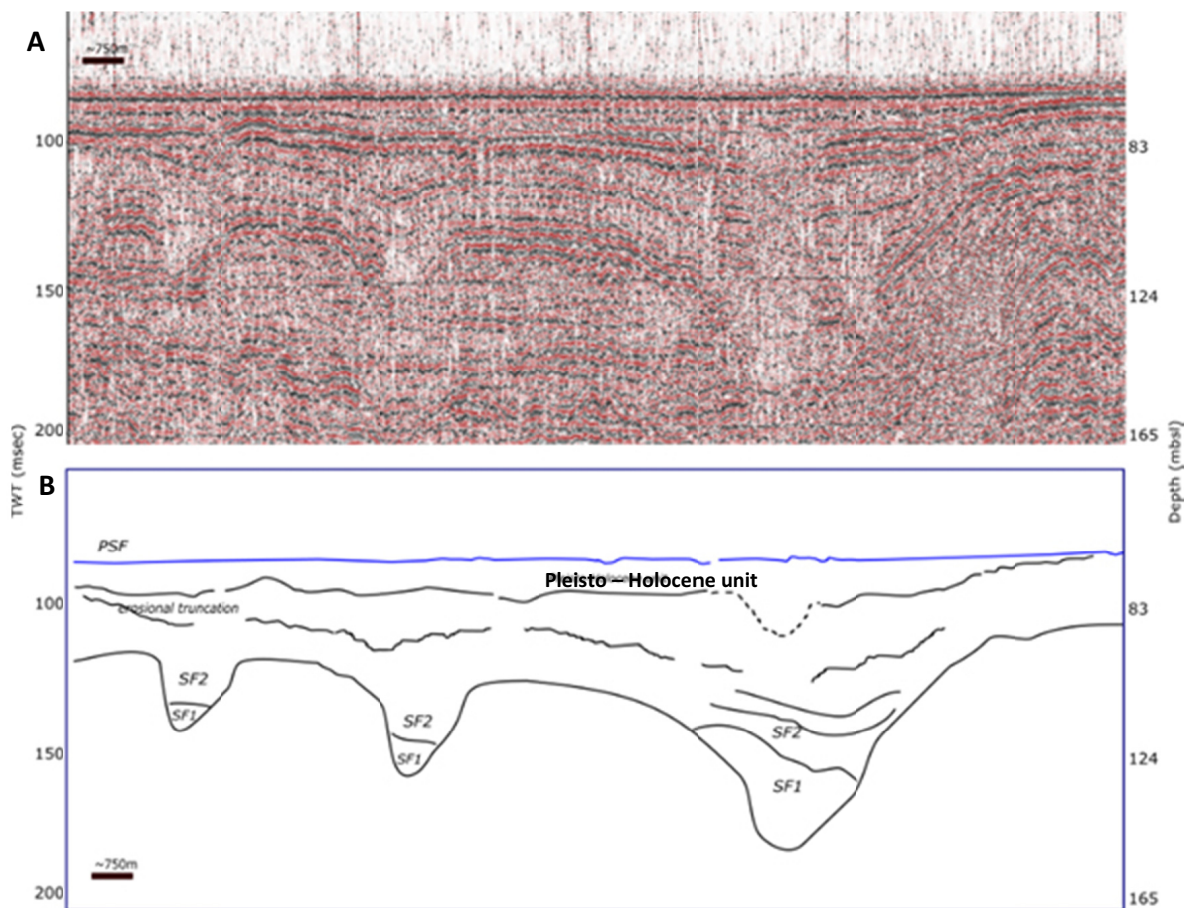 A
~750m
100
83
150
124
200
165
TWT (msec)
Depth (mbsl)
B
PSF
Pleisto – Holocene unit
100
erosional truncation
83
SF2
SF1
SF2
SF1
SF2
SF1
150
124
~750m
200
165